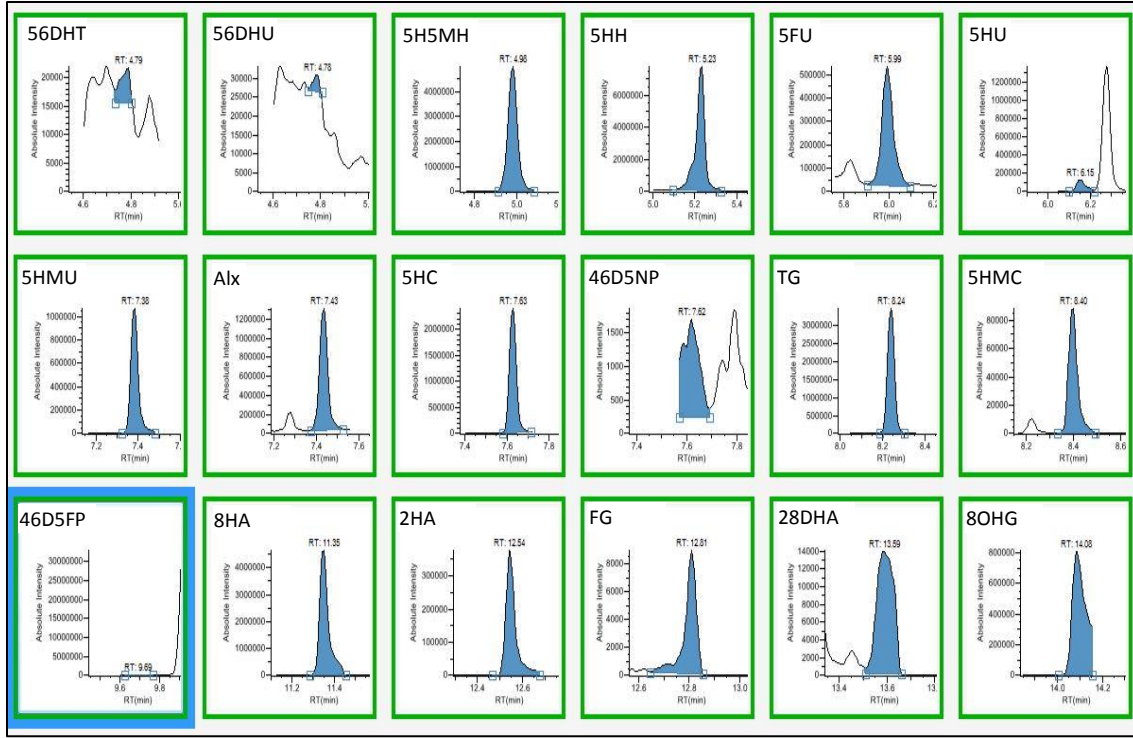 56DHT
RT: 4.79
20000
15000
10000
5000
0
Absolute Intensity
4.6 4.8
RT(min)
56DHU
RT: 4.78
30000
25000
20000
15000
10000
5000
0
Absolute Intensity
4.6 4.8 5.
RT(min)
5H5MH
RT: 4.98
4000000
3000000
2000000
1000000
0
Absolute Intensity
4.8 5.0 5
RT(min)
5HH
RT: 5.23
6000000
4000000
2000000
0
Absolute Intensity
5.0 5.2 5.4
RT(min)
5FU
RT: 5.99
500000
400000
300000
200000
100000
0
Absolute Intensity
5.8 6.0 6.2
RT(min)
5HU
RT: 6.15
1200000
1000000
800000
600000
400000
200000
0
Absolute Intensity
6.0 6.2
RT(min)
5HMU
RT: 7.38
1000000
800000
600000
400000
200000
0
Absolute Intensity
7.2 7.4 7.
RT(min)
Alx
RT: 7.43
1200000
1000000
800000
600000
400000
200000
0
Absolute Intensity
7.2 7.4 7.6
RT(min)
5HC
RT: 7.63
2000000
1500000
1000000
500000
0
Absolute Intensity
7.4 7.6 7.8
RT(min)
46D5NP
RT: 7.62
1500
1000
500
0
Absolute Intensity
7.4 7.6 7.8
RT(min)
TG
RT: 8.24
3000000
2500000
2000000
1500000
1000000
500000
0
Absolute Intensity
8.0 8.2 8.4
RT(min)
5HMC
RT: 8.40
80000
60000
40000
20000
0
Absolute Intensity
8.2 8.4 8.6
RT(min)
46D5FP
RT: 9.69
30000000
25000000
20000000
15000000
10000000
5000000
0
Absolute Intensity
9.6 9.8
RT(min)
8HA
RT: 11.35
4000000
3000000
2000000
1000000
0
Absolute Intensity
11.2 11.4
RT(min)
2HA
RT: 12.54
300000
200000
100000
0
Absolute Intensity
12.4 12.6
RT(min)
FG
RT: 12.81
8000
6000
4000
2000
0
Absolute Intensity
12.6 12.8 13.0
RT(min)
28DHA
RT: 13.59
14000
12000
10000
8000
6000
4000
2000
0
Absolute Intensity
13.4 13.6 13.
RT(min)
8OHG
RT: 14.08
800000
600000
400000
200000
0
Absolute Intensity
14.0 14.2
RT(min)